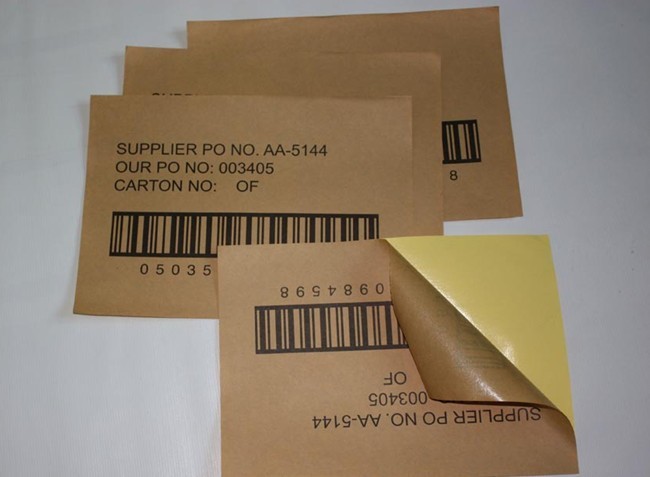 SUPPLIER PO NO. AA-5144
OUR PO NO: 003405
CARTON NO: OF
05035
8
SUPPLIER PO NO. AA-5144
003405
OF
0984598